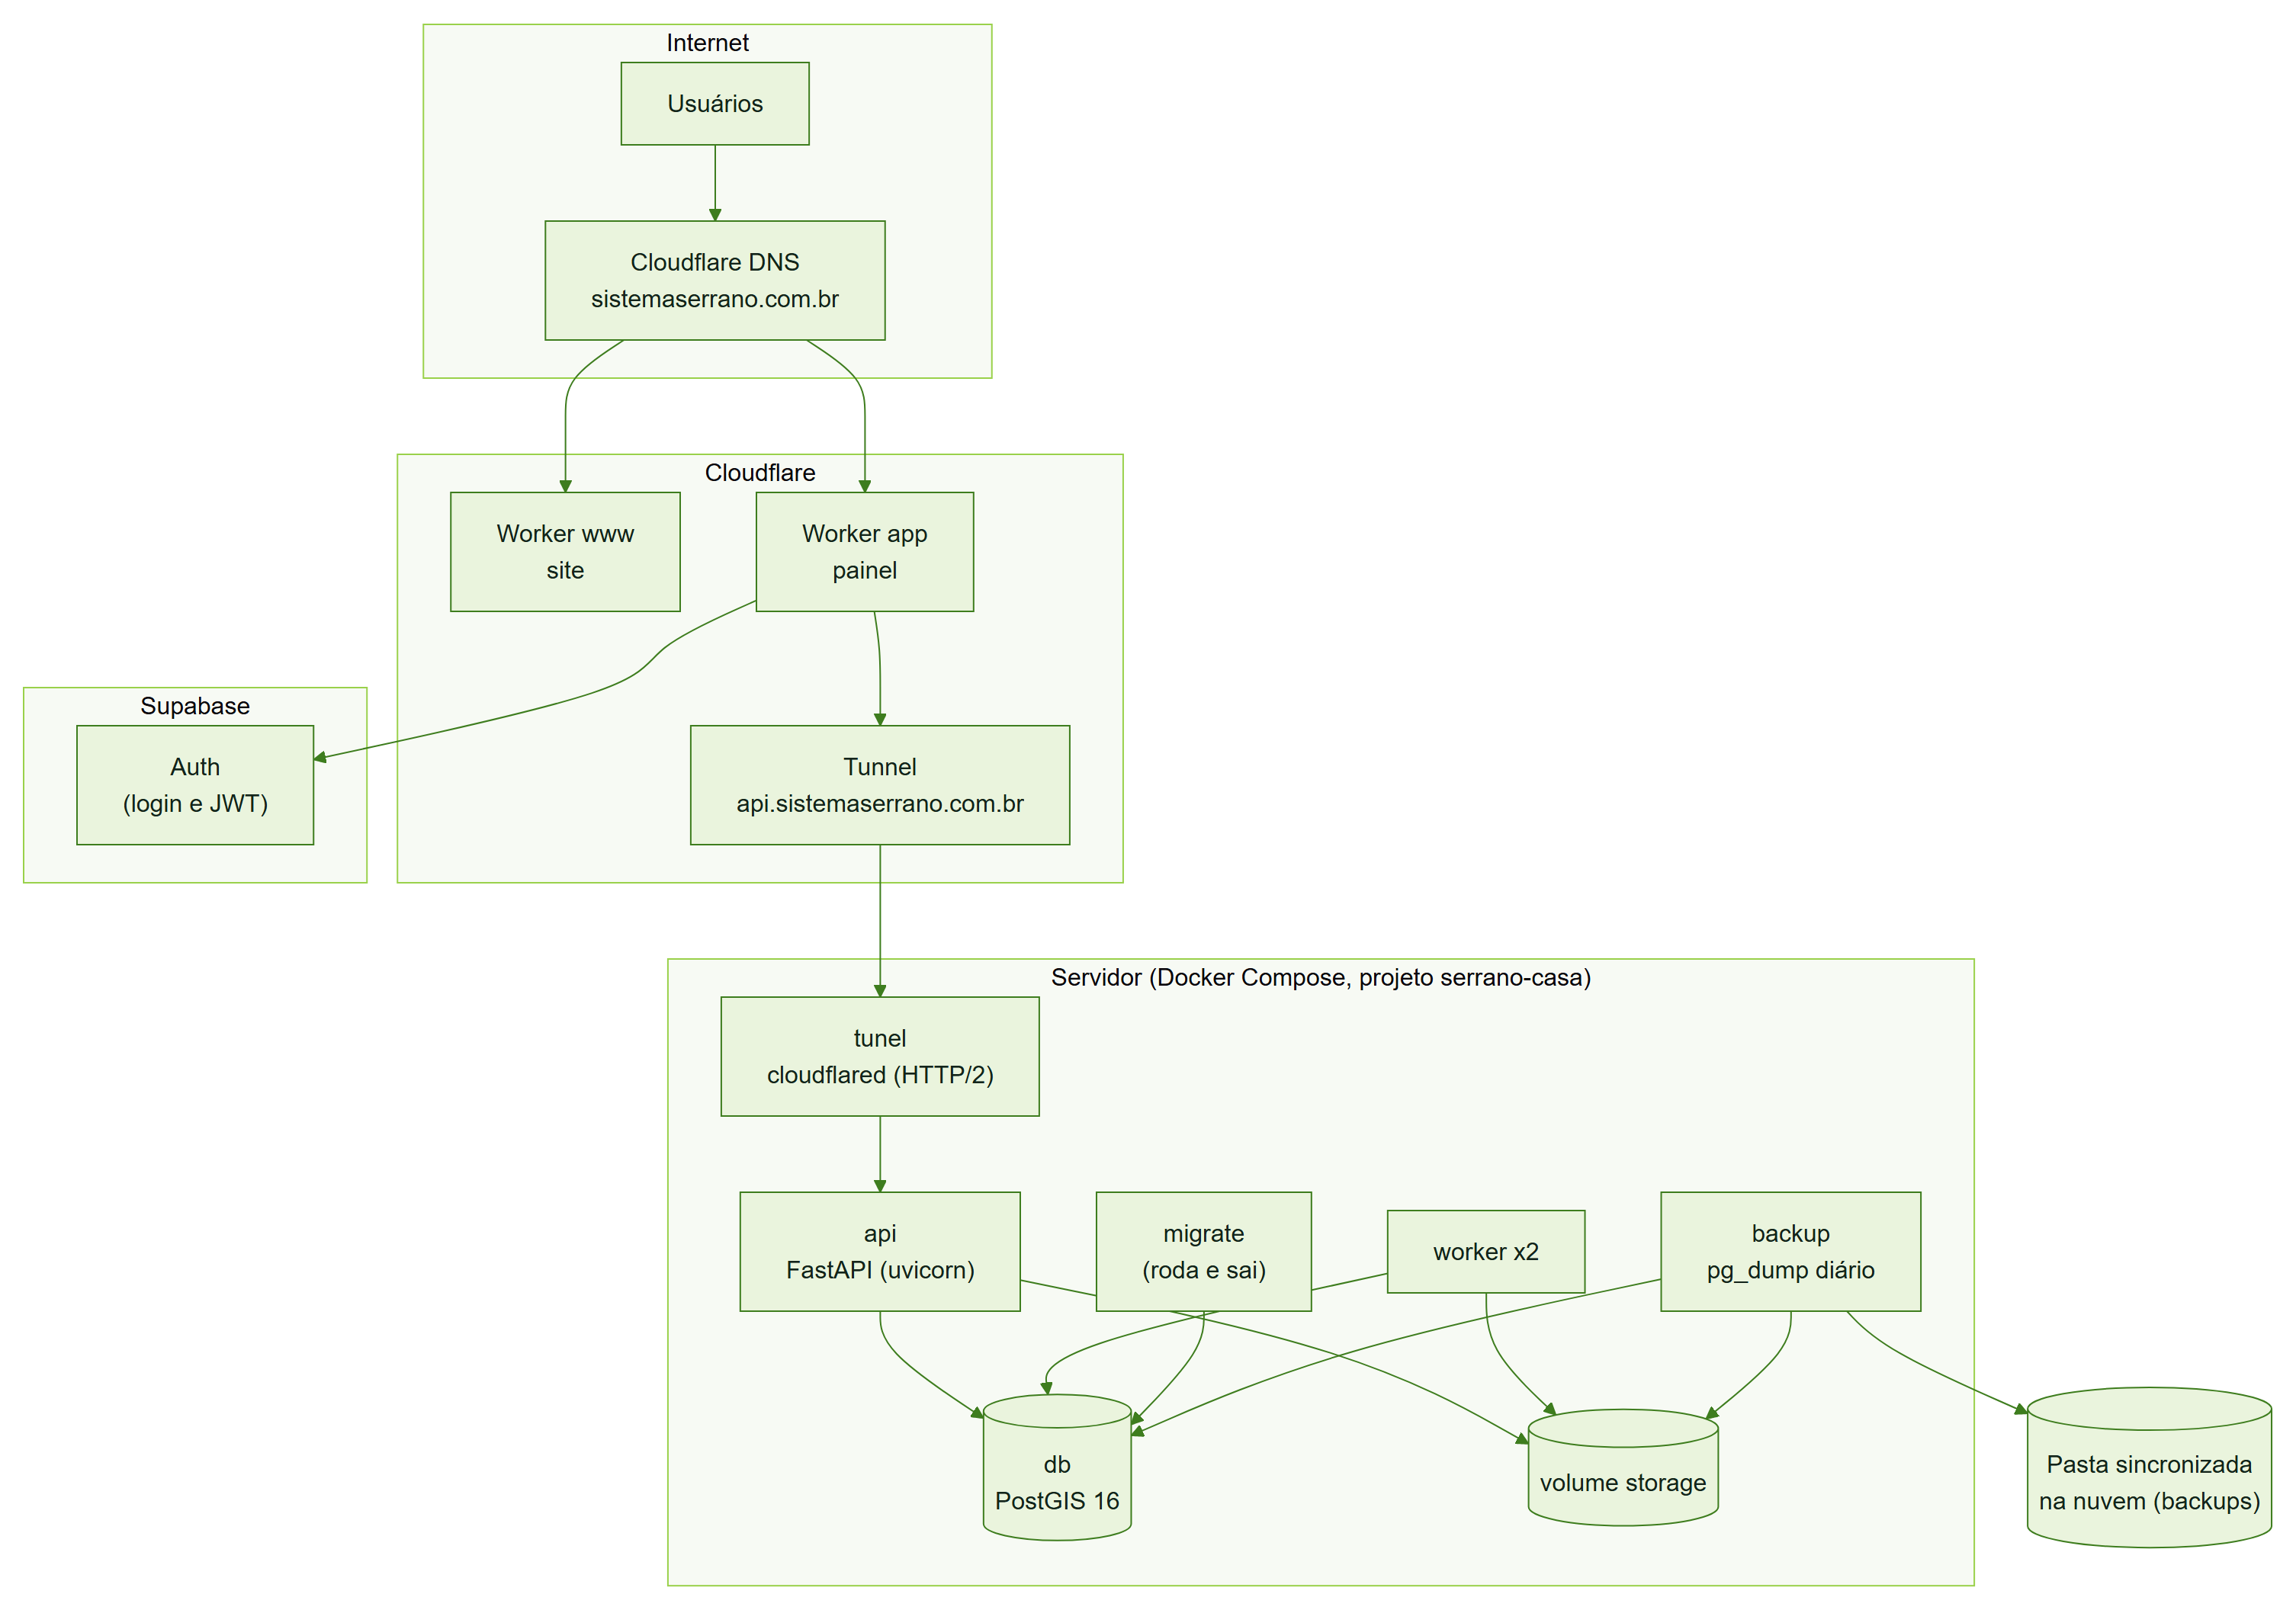 Internet
Usuários
Cloudflare DNS
sistemaserrano.com.br
Cloudflare
Worker www
site
Worker app
painel
Supabase
Auth
(login e JWT)
Tunnel
api.sistemaserrano.com.br
Servidor (Docker Compose, projeto serrano-casa)
tunel
cloudflared (HTTP/2)
api
FastAPI (uvicorn)
migrate
(roda e sai)
worker x2
backup
pg_dump diário
db
PostGIS 16
volume storage
Pasta sincronizada
na nuvem (backups)